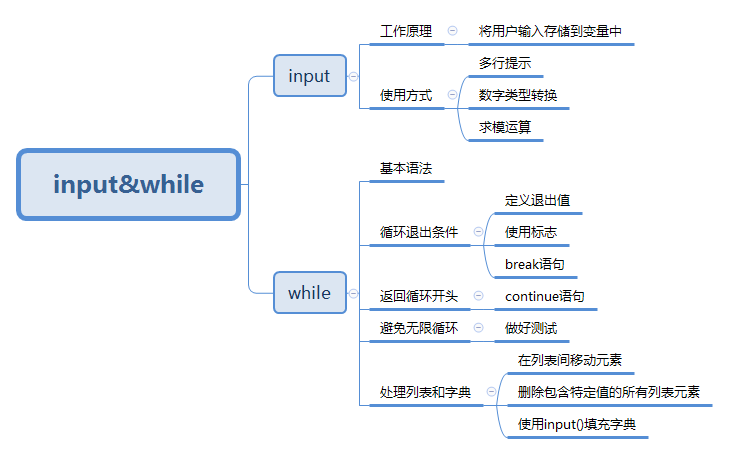 input&while
input
工作原理
将用户输入存储到变量中
使用方式
多行提示
数字类型转换
求模运算
while
基本语法
循环退出条件
定义退出值
使用标志
break语句
返回循环开头
continue语句
避免无限循环
做好测试
处理列表和字典
在列表间移动元素
删除包含特定值的所有列表元素
使用input()填充字典